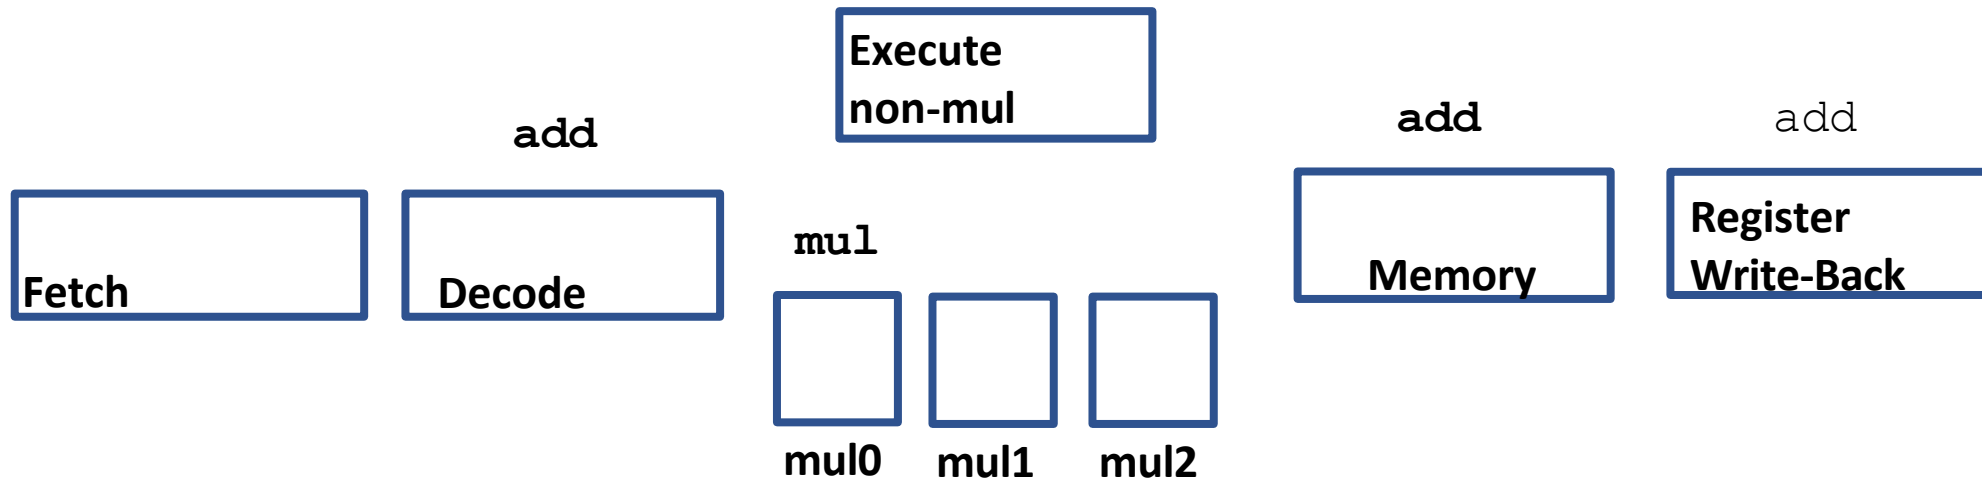 Execute
non-mul
add
add
add
Fetch
Decode
mul
Memory
Register
Write-Back
mul0
mul1
mul2